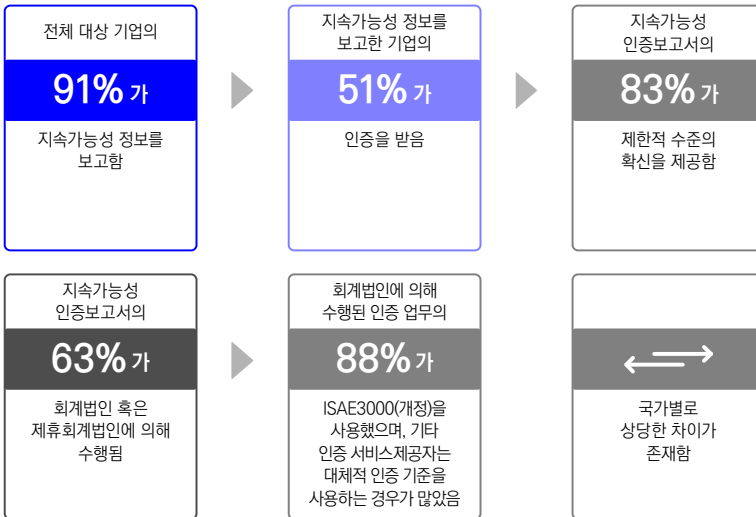 전체 대상 기업의
91% 가
지속가능성 정보를
보고함
지속가능성 정보를
보고한 기업의
51% 가
인증을 받음
지속가능성
인증보고서의
83% 가
제한적 수준의
확신을 제공함
지속가능성
인증보고서의
63% 가
회계법인 혹은
제휴회계법인에 의해
수행됨
회계법인에 의해
수행된 인증 업무의
88% 가
ISAE3000(개정)을
사용했으며, 기타
인증 서비스제공자는
대체적 인증 기준을
사용하는 경우가 많았음
국가별로
상당한 차이가
존재함